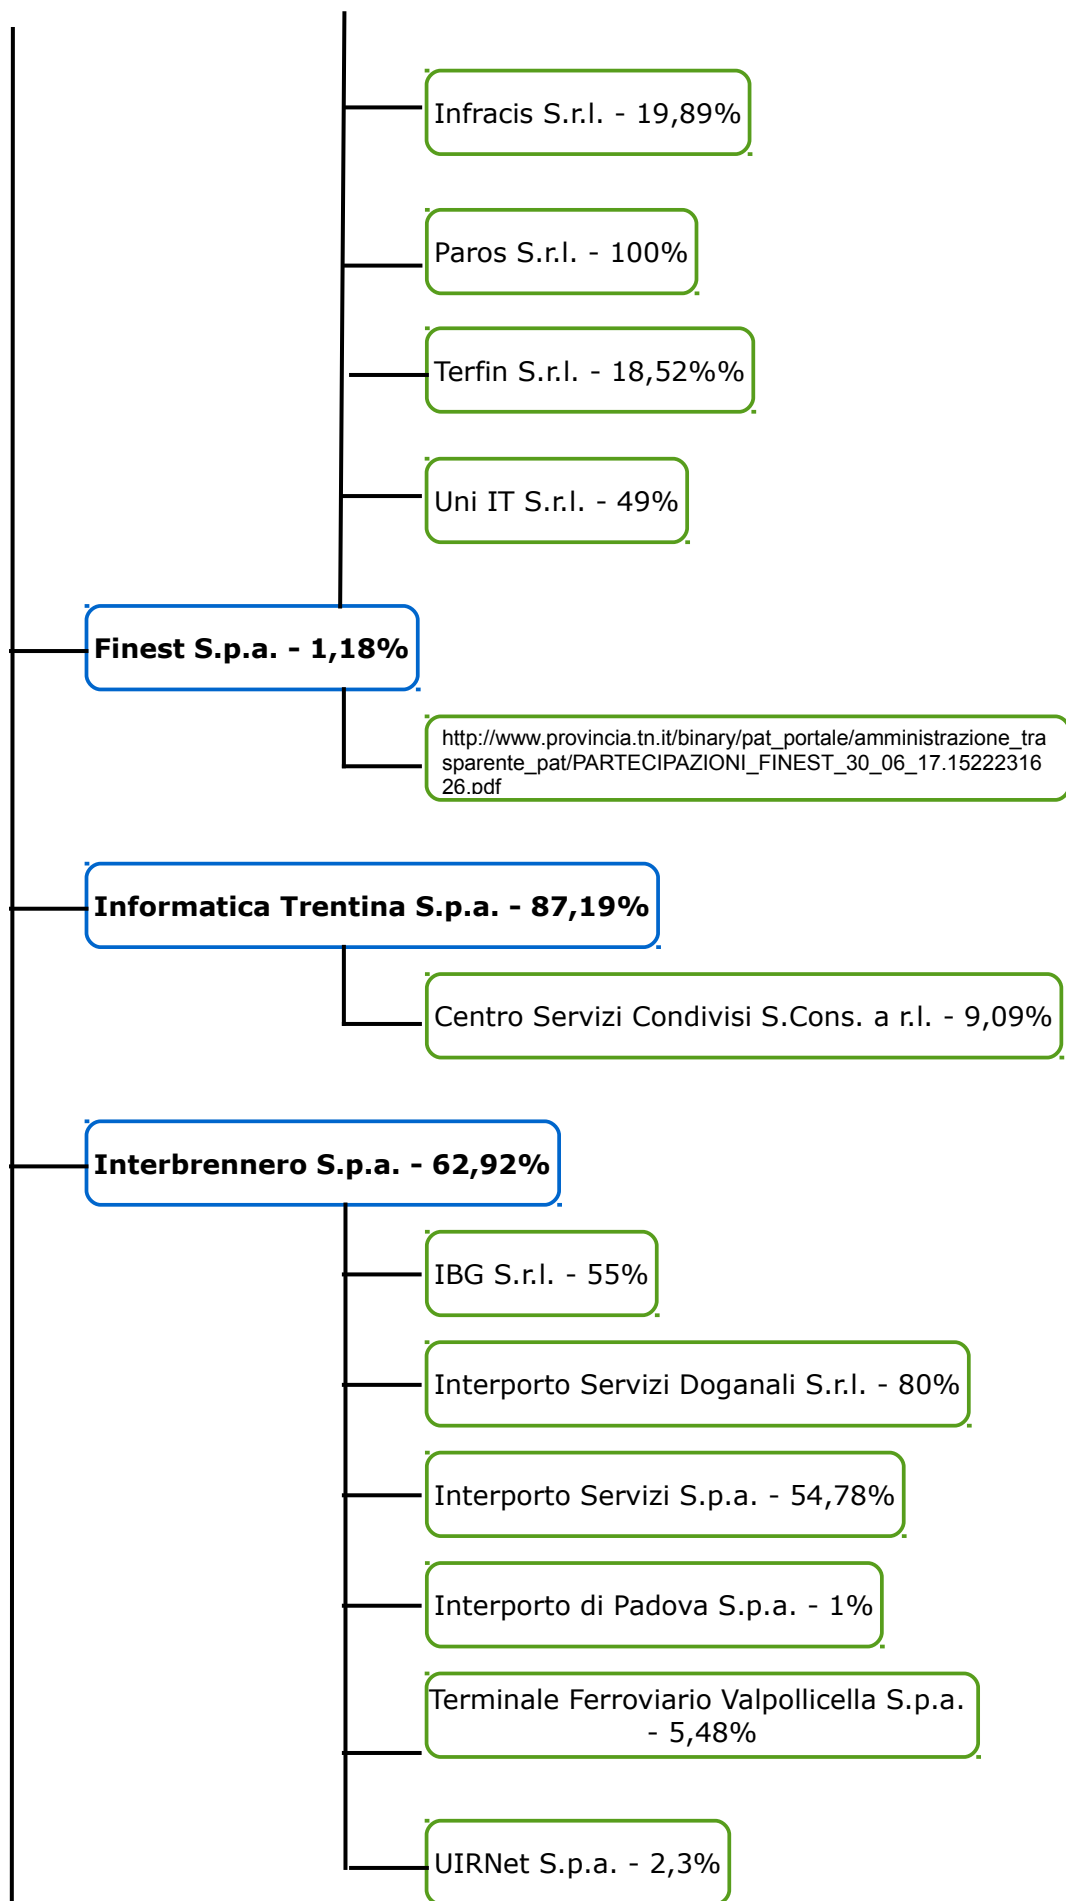 Infracis S.r.l. - 19,89%
Paros S.r.l. - 100%
Terfin S.r.l. - 18,52%%
Uni IT S.r.l. - 49%
Finest S.p.a. - 1,18%
http://www.provincia.tn.it/binary/pat_portale/amministrazione_tra
sparente_pat/PARTECIPAZIONI_FINEST_30_06_17.15222316
26.pdf
Informatica Trentina S.p.a. - 87,19%
Centro Servizi Condivisi S.Cons. a r.l. - 9,09%
Interbrennero S.p.a. - 62,92%
IBG S.r.l. - 55%
Interporto Servizi Doganali S.r.l. - 80%
Interporto Servizi S.p.a. - 54,78%
Interporto di Padova S.p.a. - 1%
Terminale Ferroviario Valpollicella S.p.a.
- 5,48%
UIRNet S.p.a. - 2,3%